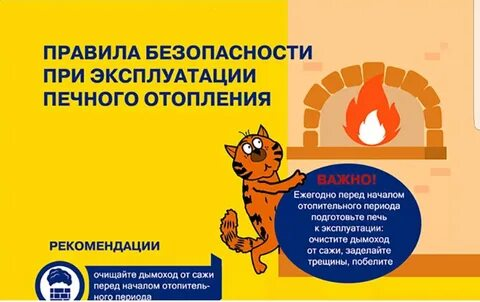 ПРАВИЛА БЕЗОПАСНОСТИ
ПРИ ЭКСПЛУАТАЦИИ
ПЕЧНОГО ОТОПЛЕНИЯ
ВАЖНО!
Ежегодно перед началом
отопительного периода
подготовьте печь
к эксплуатации:
очистите дымоход
от сажи, заделайте
трещины, побелите
РЕКОМЕНДАЦИИ
очищайте дымоход от сажи
перед началом отопитель-
ного периода